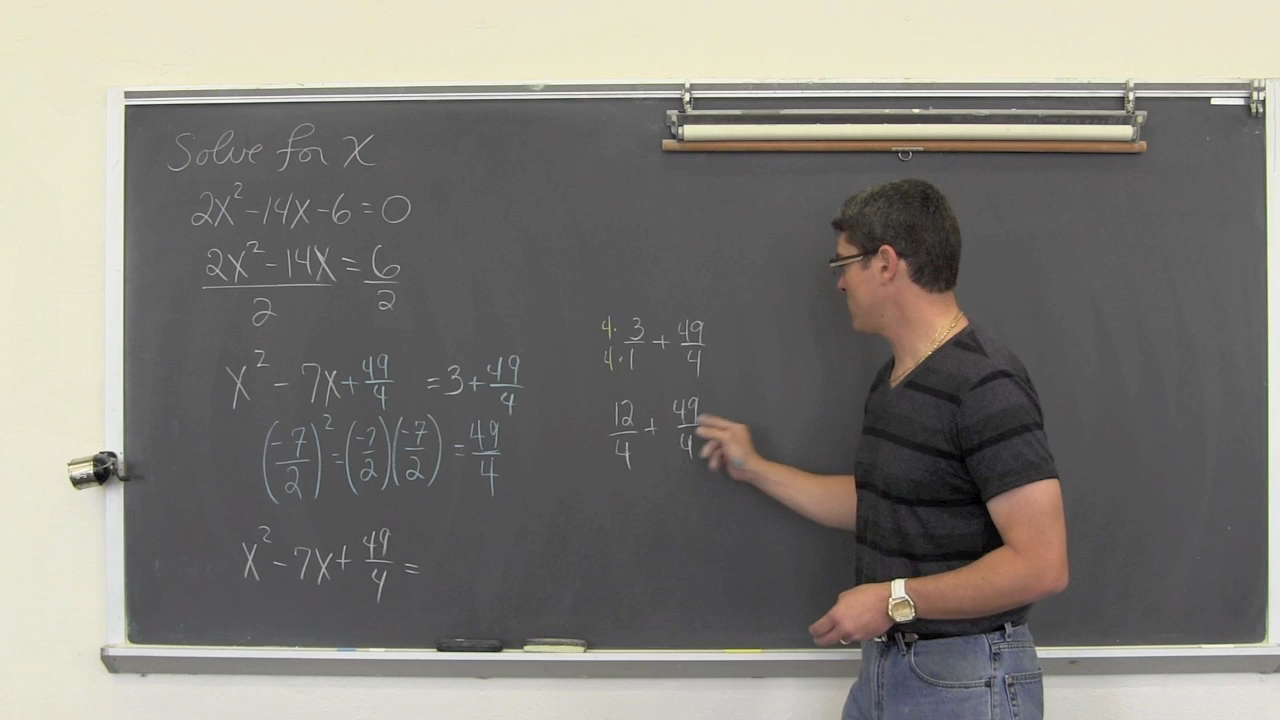 Solve for x
2x² - 14x - 6 = 0
2x² - 14x = 6
2 2
x² - 7x + 49/4 = 3 + 49/4
(-7/2)² = (-7/2)(-7/2) = 49/4
x² - 7x + 49/4 =
4· 3/4· 1 + 49/4
12/4 + 49/4